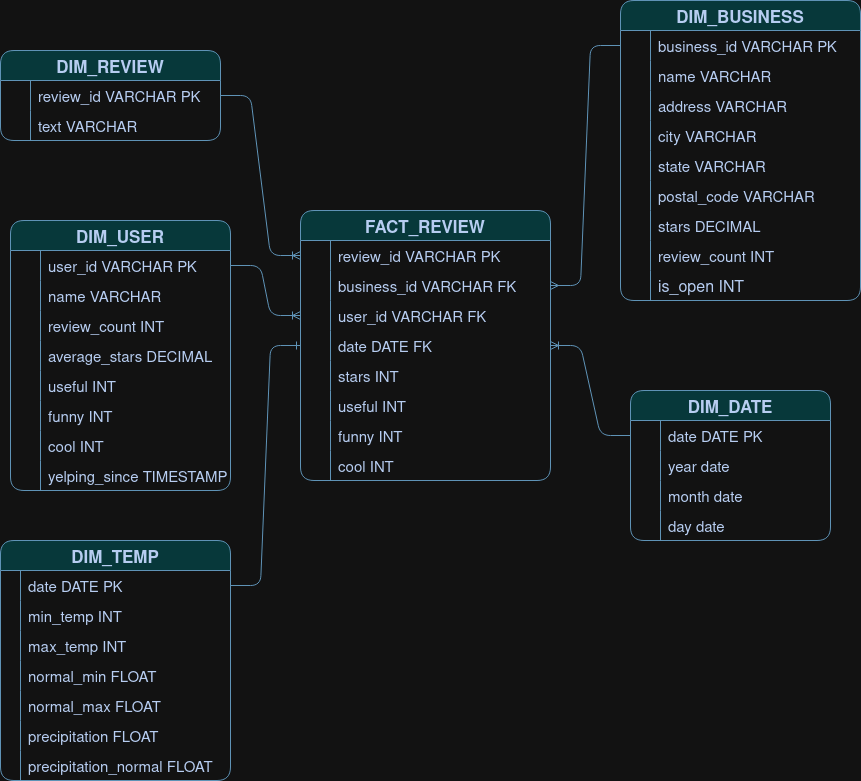 DIM_REVIEW
review_id VARCHAR PK
text VARCHAR
DIM_USER
user_id VARCHAR PK
name VARCHAR
review_count INT
average_stars DECIMAL
useful INT
funny INT
cool INT
yelping_since TIMESTAMP
DIM_TEMP
date DATE PK
min_temp INT
max_temp INT
normal_min FLOAT
normal_max FLOAT
precipitation FLOAT
precipitation_normal FLOAT
FACT_REVIEW
review_id VARCHAR PK
business_id VARCHAR FK
user_id VARCHAR FK
date DATE FK
stars INT
useful INT
funny INT
cool INT
DIM_BUSINESS
business_id VARCHAR PK
name VARCHAR
address VARCHAR
city VARCHAR
state VARCHAR
postal_code VARCHAR
stars DECIMAL
review_count INT
is_open INT
DIM_DATE
date DATE PK
year date
month date
day date